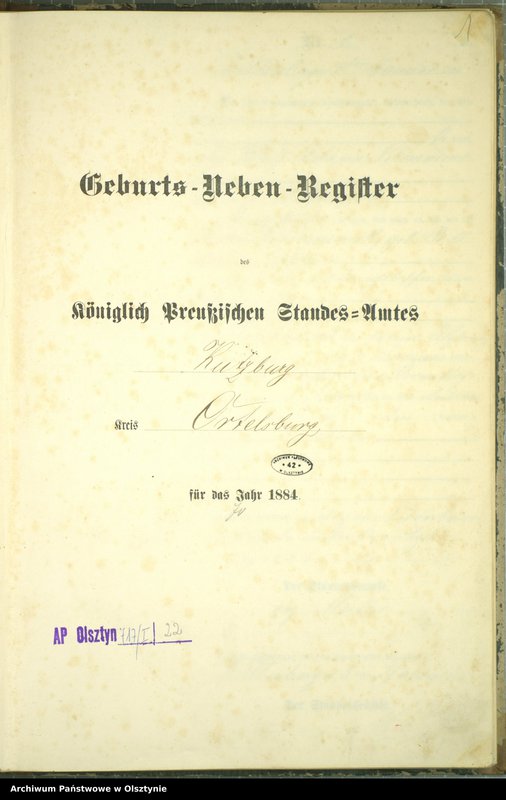 1
Geburts-Neben-Register
des
Königlich Preußischen Standes-Amtes
Kutzburg
Kreis Ortelsburg
42
für das Jahr 1884
AP Olsztyn 717/I/22
Archiwum Państwowe w Olsztynie